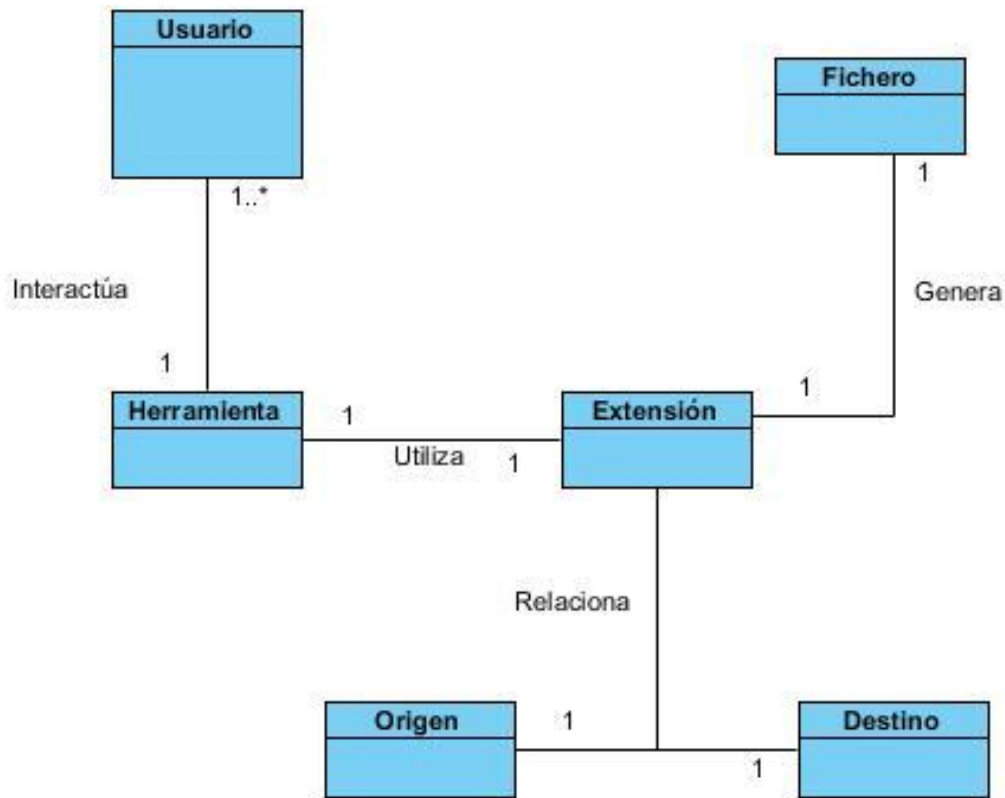 Usuario
Fichero
1..*
1
Interactúa
Genera
1
1
Herramienta
1
Extensión
Utiliza
1
Relaciona
Origen
1
Destino
1